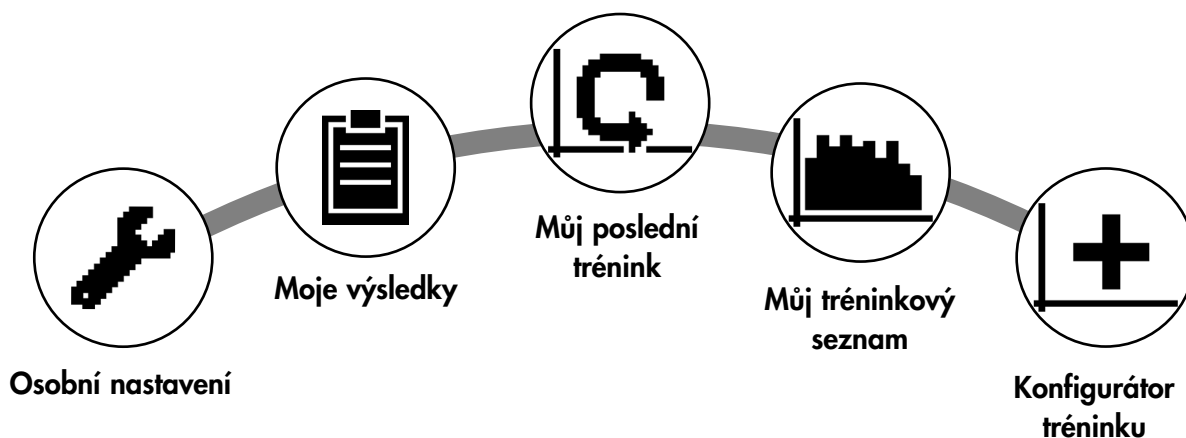 Osobní nastavení
Moje výsledky
Můj poslední
trénink
Můj tréninkový
seznam
Konfigurátor
tréninku